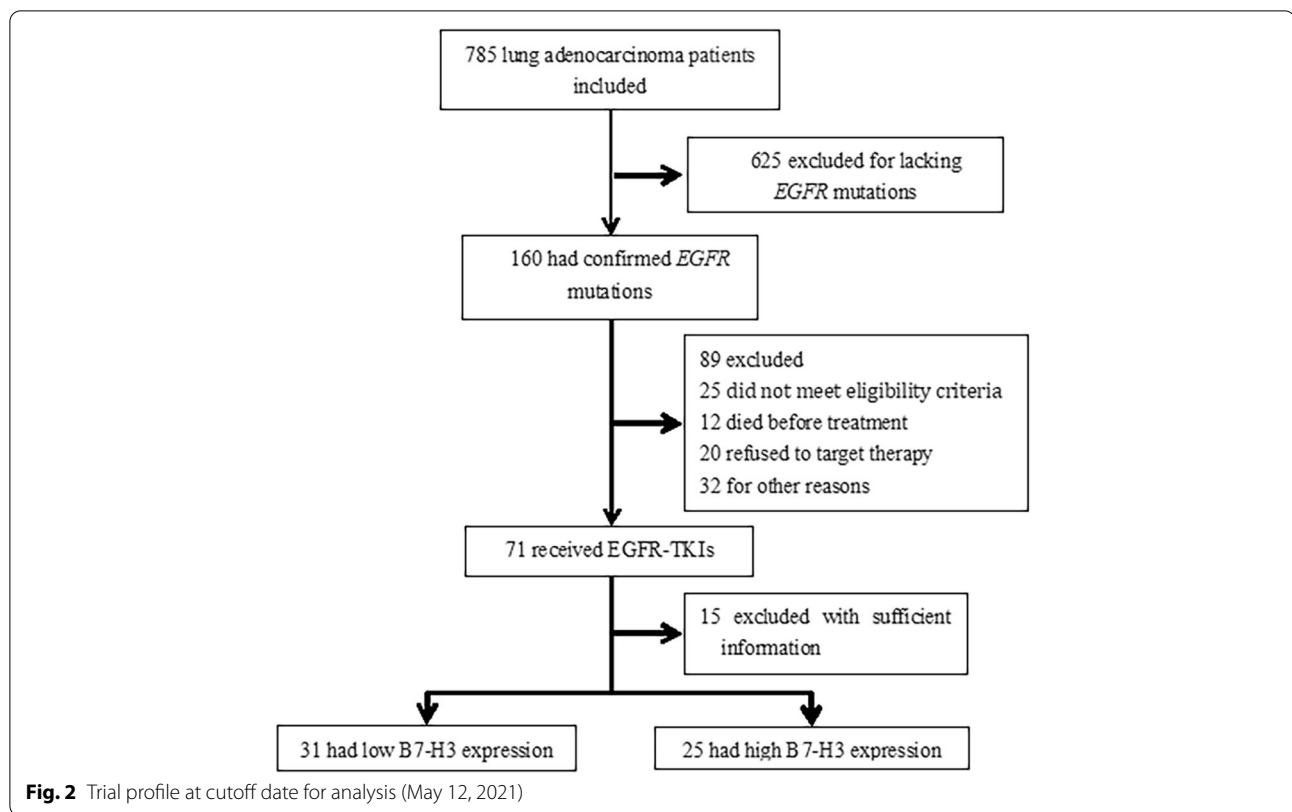 785 lung adenocarcinoma patients
included
625 excluded for lacking
EGFR mutations
160 had confirmed EGFR
mutations
89 excluded
25 did not meet eligibility criteria
12 died before treatment
20 refused to target therapy
32 for other reasons
71 received EGFR-TKIs
15 excluded with sufficient
information
31 had low B7-H3 expression
25 had high B7-H3 expression
Fig. 2 Trial profile at cutoff date for analysis (May 12, 2021)